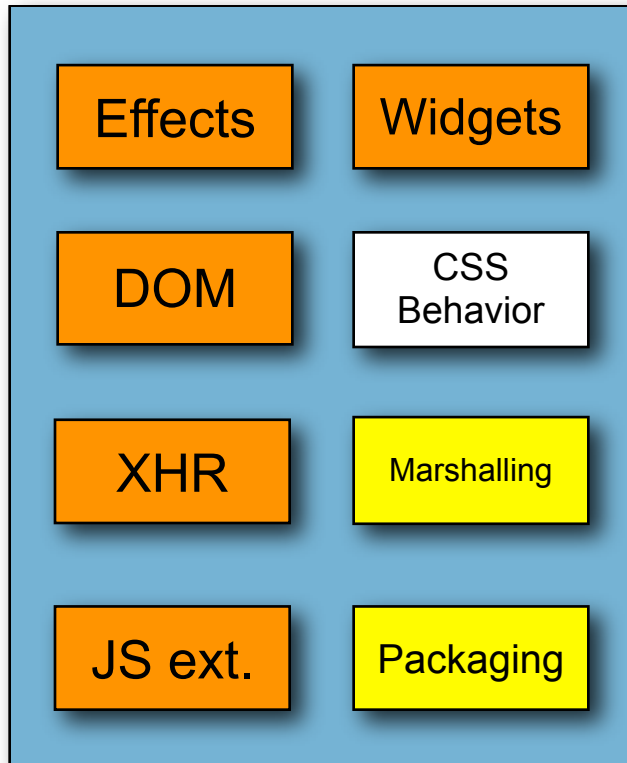 Effects
Widgets
DOM
CSS
Behavior
XHR
Marshalling
JS ext.
Packaging